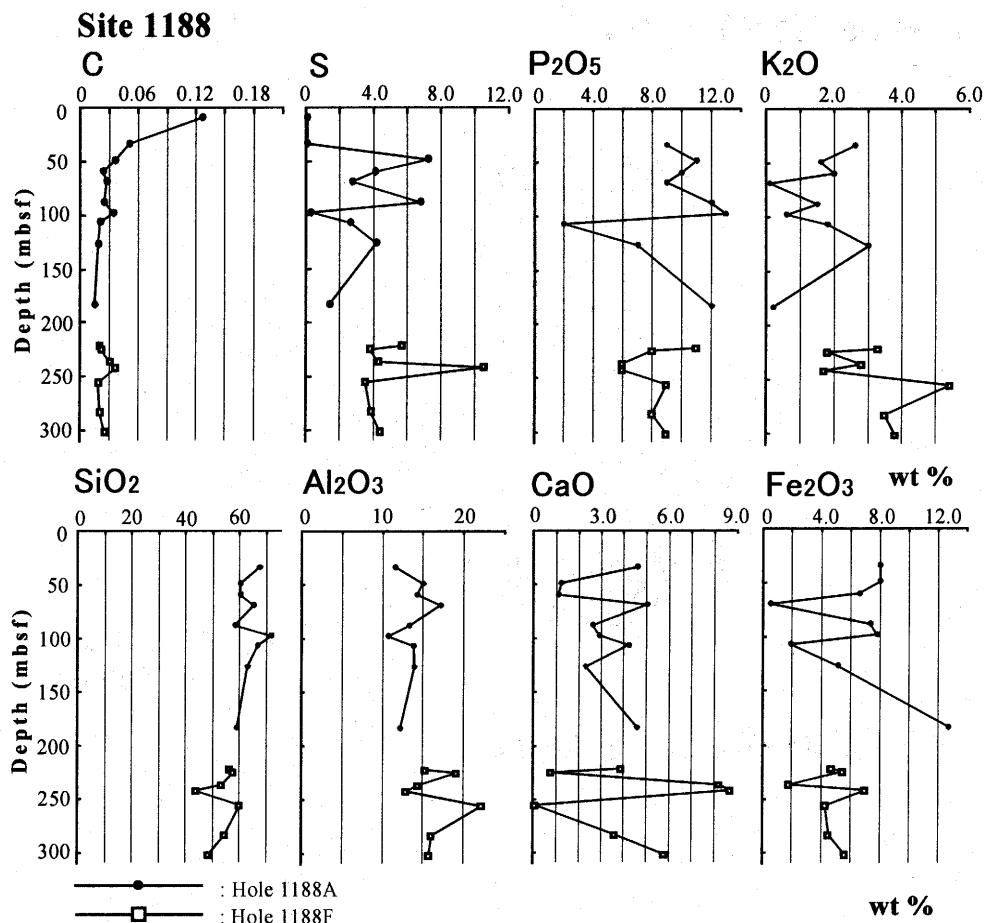 Site 1188
C S P2O5 K2O
0 0.06 0.12 0.18 0 4.0 8.0 12.0 0 4.0 8.0 12.0 0 2.0 4.0 6.0
0
50
100
150
200
250
300
Depth (mbsf)
wt %
SiO2 Al2O3 CaO Fe2O3
0 20 40 60 0 10 20 0 3.0 6.0 9.0 0 4.0 8.0 12.0
0
50
100
150
200
250
300
Depth (mbsf)
: Hole 1188A
: Hole 1188F
wt %